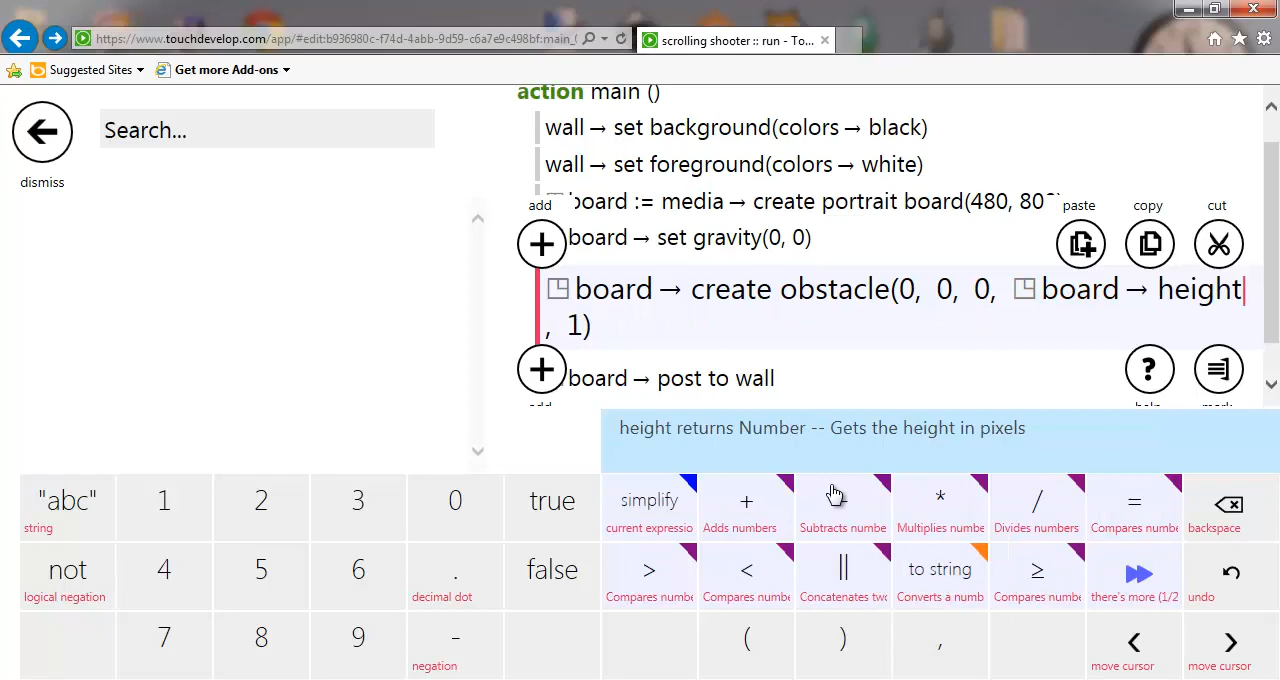 https://www.touchdevelop.com/app/#edit:b936980c-f74d-4abb-9d59-c6a7e9c498bf:main_
scrolling shooter :: run - To...
Suggested Sites
Get more Add-ons
Search...
dismiss
action main ()
wall → set background(colors → black)
wall → set foreground(colors → white)
board := media → create portrait board(480, 800)
add
paste
copy
cut
board → set gravity(0, 0)
board → create obstacle(0, 0, 0, board → height
, 1)
board → post to wall
height returns Number -- Gets the height in pixels
"abc" 1 2 3 0 true simplify + * / =
string current expressio Adds numbers Subtracts numbe Multiplies numbe Divides numbers Compares numbe backspace
not 4 5 6 . false > < || to string ≥
logical negation decimal dot Compares numbe Compares numbe Concatenates two Converts a numb Compares numbe there's more (1/2 undo
7 8 9 - ( ) ,
negation move cursor move cursor